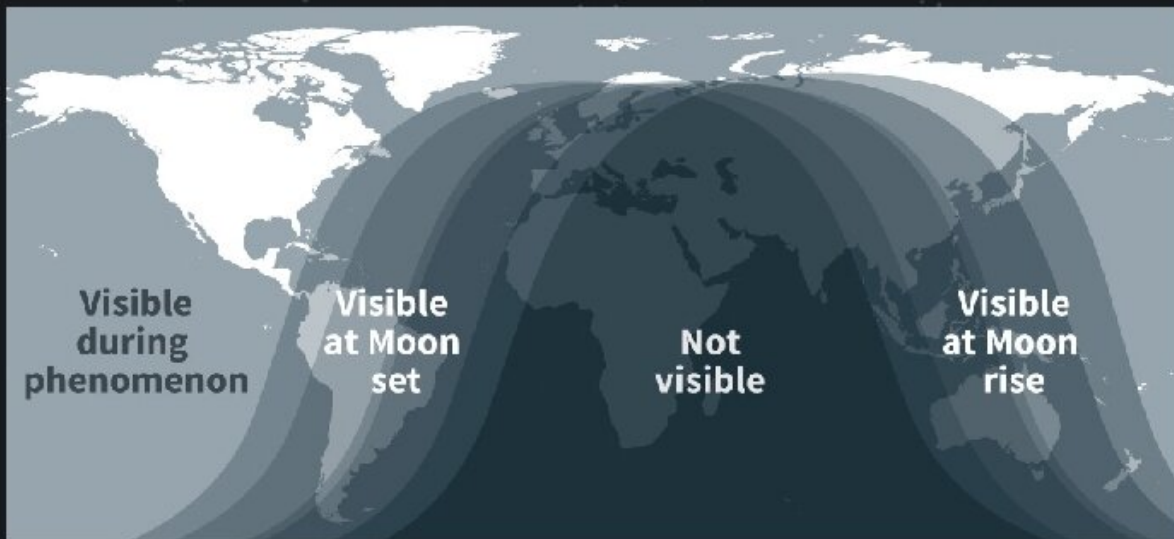 Visible
during
phenomenon
Visible
at Moon
set
Not
visible
Visible
at Moon
rise